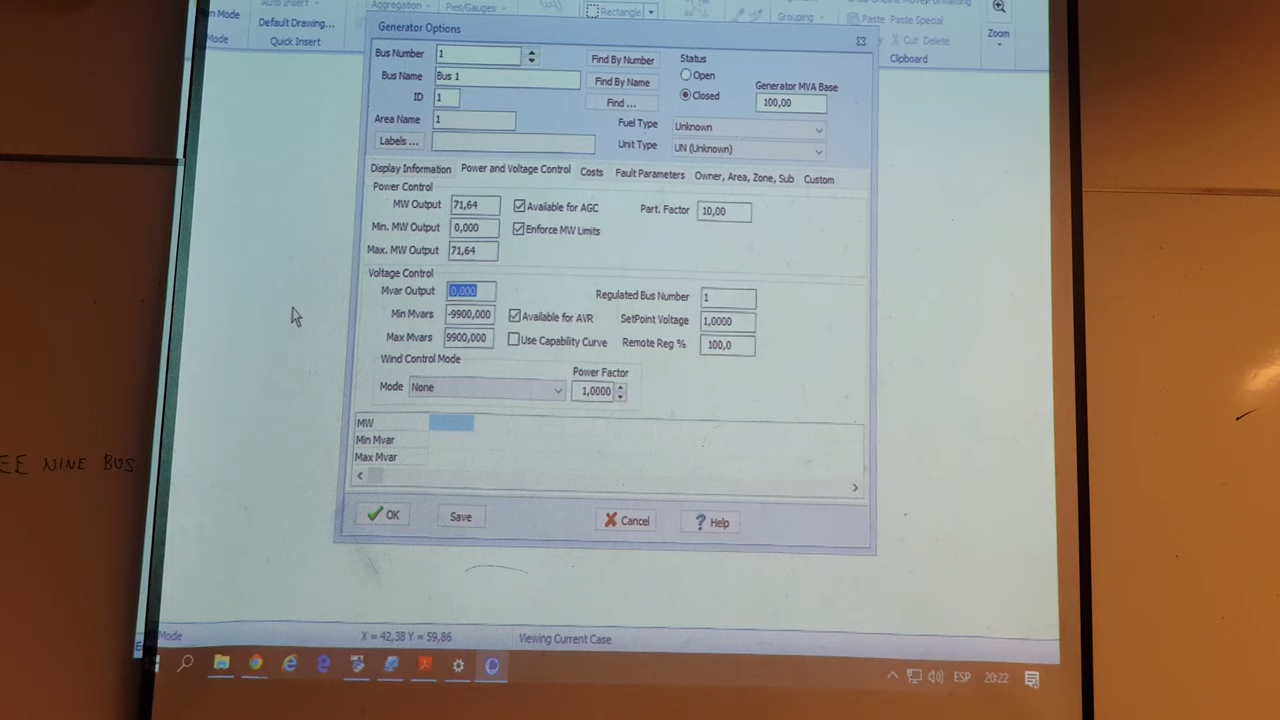 Auto Insert
Aggregation
Pies/Gauges
Rectangle
Default Drawing...
Grouping
Paste Paste Special
Mode
Quick Insert
Cut Delete
Zoom
Clipboard
Generator Options
Bus Number 1 Find By Number Status
Bus Name Bus 1 Find By Name Open
ID 1 Find ... Closed Generator MVA Base
100,00
Area Name 1 Fuel Type Unknown
Labels ... Unit Type UN (Unknown)
Display Information Power and Voltage Control Costs Fault Parameters Owner, Area, Zone, Sub Custom
Power Control
MW Output 71,64 Available for AGC Part. Factor 10,00
Min. MW Output 0,000 Enforce MW Limits
Max. MW Output 71,64
Voltage Control
Mvar Output 0,000 Regulated Bus Number 1
Min Mvars -9900,000 Available for AVR SetPoint Voltage 1,0000
Max Mvars 9900,000 Use Capability Curve Remote Reg % 100,0
Wind Control Mode
Power Factor
Mode None 1,0000
MW
Min Mvar
Max Mvar
OK Save Cancel Help
EE NINE BUS
Mode X = 42,38 Y = 59,86 Viewing Current Case
ESP 20:22